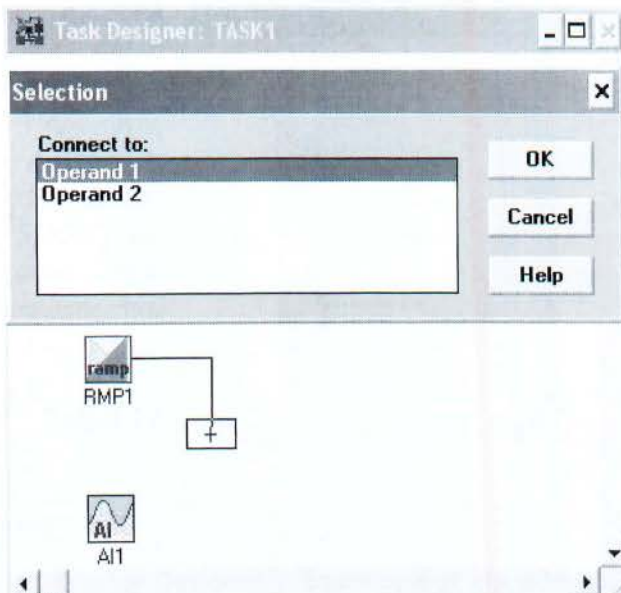 Task Designer: TASK1
Selection
Connect to:
Operand 1
Operand 2
OK
Cancel
Help
ramp
RMP1
+
AI
AI1